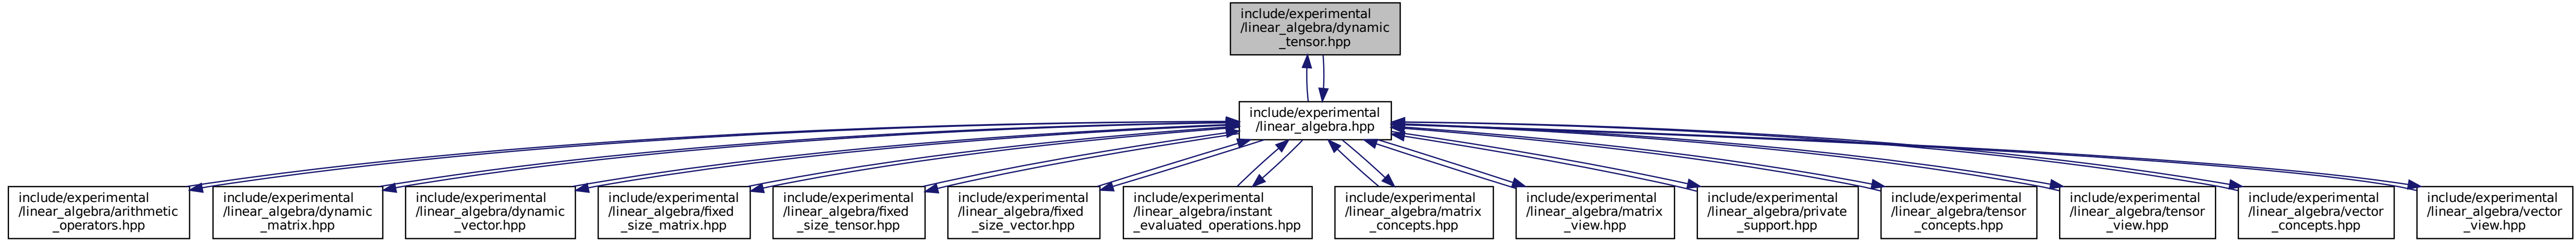 include/experimental
/linear_algebra/dynamic
_tensor.hpp
include/experimental
/linear_algebra.hpp
include/experimental
/linear_algebra/arithmetic
_operators.hpp
include/experimental
/linear_algebra/dynamic
_matrix.hpp
include/experimental
/linear_algebra/dynamic
_vector.hpp
include/experimental
/linear_algebra/fixed
_size_matrix.hpp
include/experimental
/linear_algebra/fixed
_size_tensor.hpp
include/experimental
/linear_algebra/fixed
_size_vector.hpp
include/experimental
/linear_algebra/instant
_evaluated_operations.hpp
include/experimental
/linear_algebra/matrix
_concepts.hpp
include/experimental
/linear_algebra/matrix
_view.hpp
include/experimental
/linear_algebra/private
_support.hpp
include/experimental
/linear_algebra/tensor
_concepts.hpp
include/experimental
/linear_algebra/tensor
_view.hpp
include/experimental
/linear_algebra/vector
_concepts.hpp
include/experimental
/linear_algebra/vector
_view.hpp